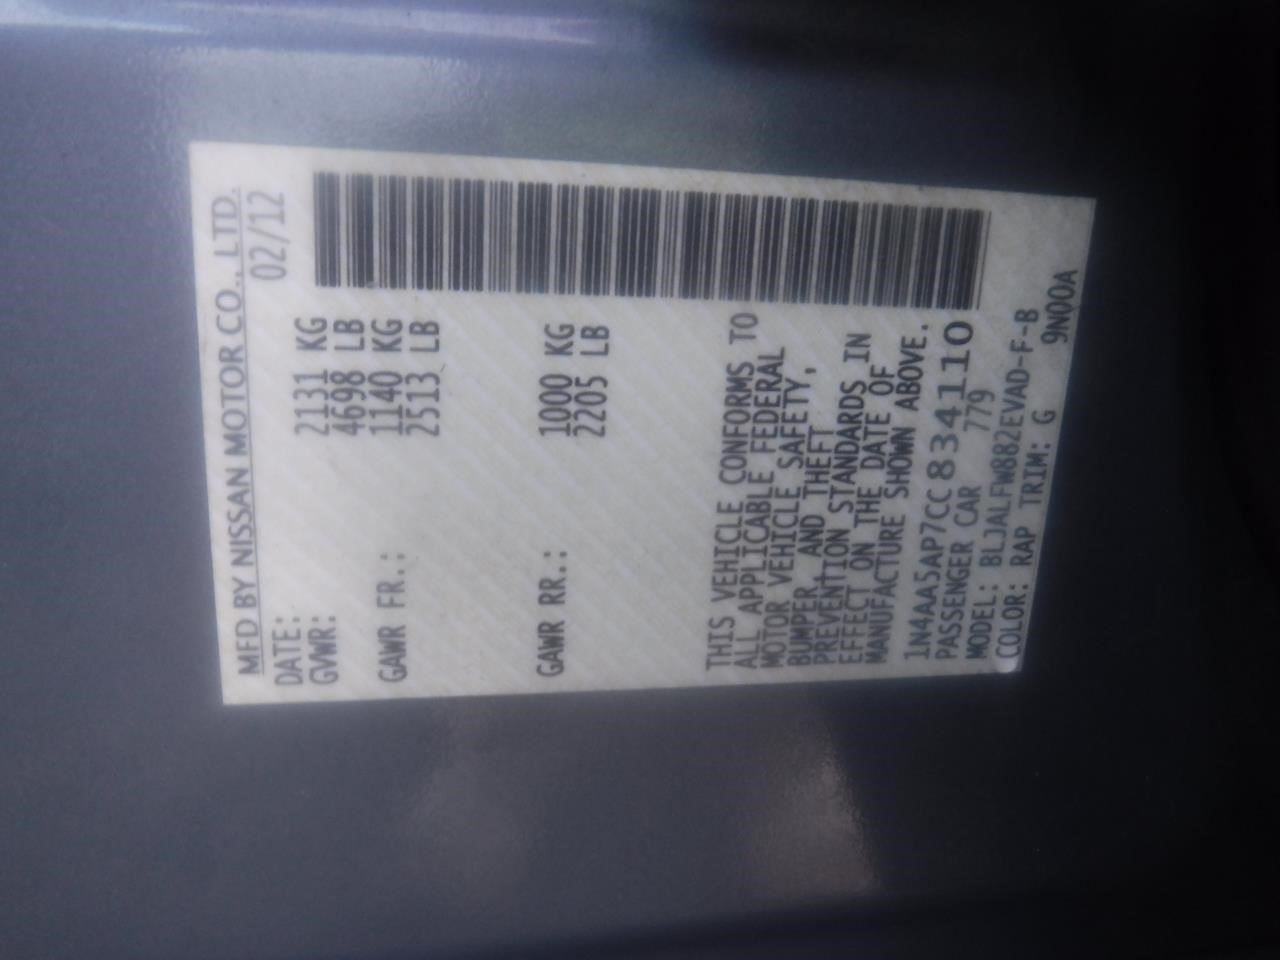 MFD BY NISSAN MOTOR CO., LTD.
DATE: 02/12
GVWR: 2131 KG
4698 LB
GAWR FR.: 1140 KG
2513 LB
GAWR RR.: 1000 KG
2205 LB
THIS VEHICLE CONFORMS TO
ALL APPLICABLE FEDERAL
MOTOR VEHICLE SAFETY,
BUMPER, AND THEFT
PREVENTION STANDARDS IN
EFFECT ON THE DATE OF
MANUFACTURE SHOWN ABOVE.
1N4AA5AP7CC834110
PASSENGER CAR 779
MODEL: BLJALFW882EVAD-F-B
COLOR: RAP TRIM: G 9N00A